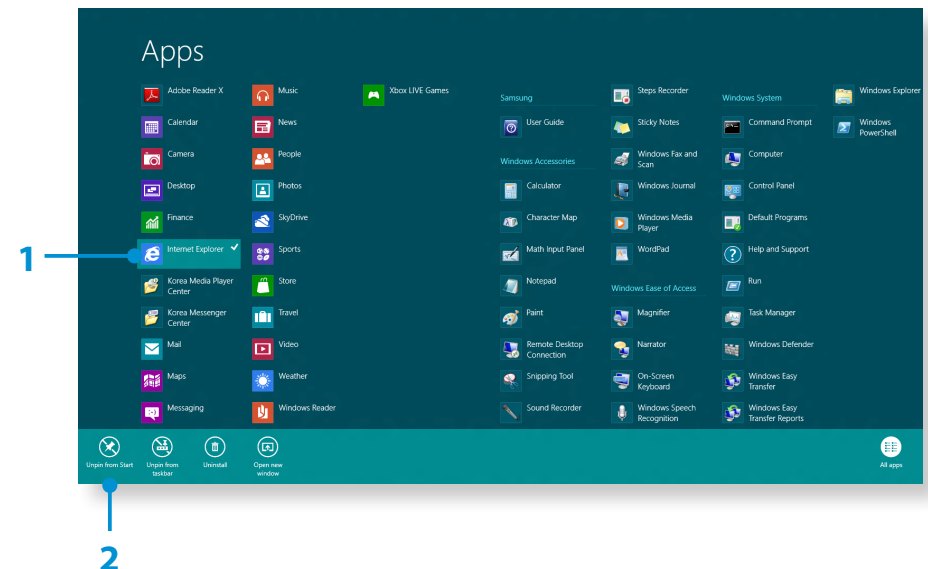 Apps
Adobe Reader X
Calendar
Camera
Desktop
Finance
Internet Explorer
Korea Media Player
Center
Korea Messenger
Center
Mail
Maps
Messaging
Music
News
People
Photos
SkyDrive
Sports
Store
Travel
Video
Weather
Windows Reader
Xbox LIVE Games
Samsung
User Guide
Windows Accessories
Calculator
Character Map
Math Input Panel
Notepad
Paint
Remote Desktop
Connection
Snipping Tool
Sound Recorder
Steps Recorder
Sticky Notes
Windows Fax and
Scan
Windows Journal
Windows Media
Player
WordPad
Windows Ease of Access
Magnifier
Narrator
On-Screen
Keyboard
Windows Speech
Recognition
Windows System
Command Prompt
Computer
Control Panel
Default Programs
Help and Support
Run
Task Manager
Windows Defender
Windows Easy
Transfer
Windows Easy
Transfer Reports
Windows Explorer
Windows
PowerShell
1
Unpin from Start
Unpin from
taskbar
Uninstall
Open new
window
All apps
2